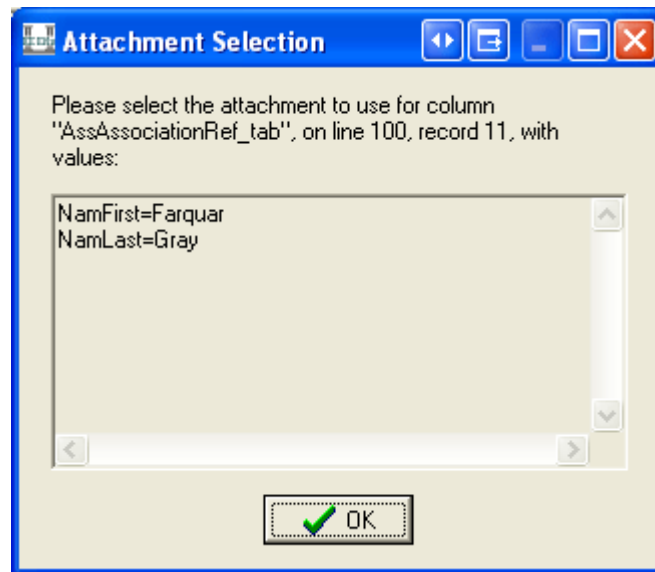 Attachment Selection
Please select the attachment to use for column
"AssAssociationRef_tab", on line 100, record 11, with
values:
NamFirst=Farquar
NamLast=Gray
OK